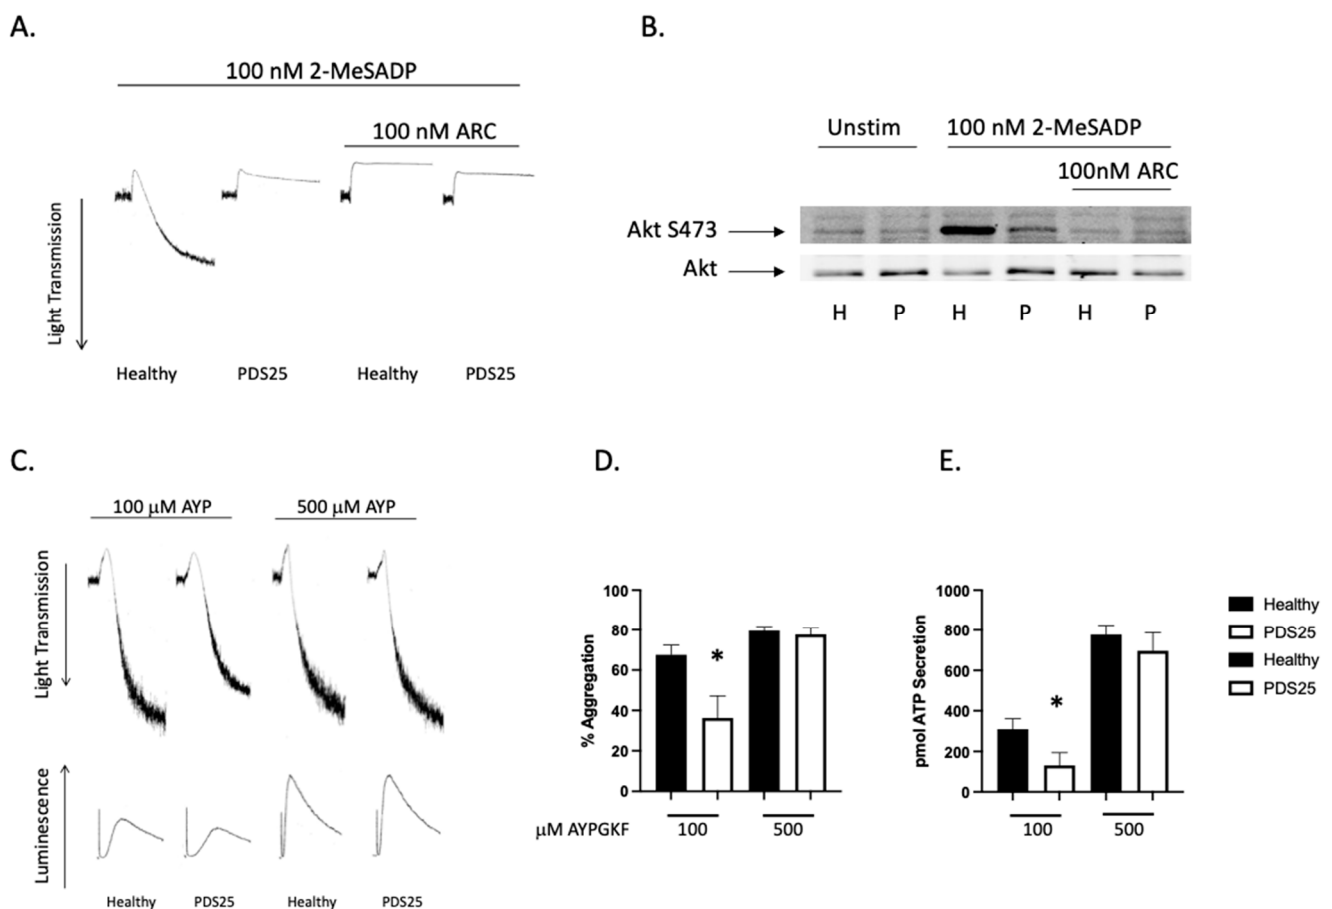 A.
100 nM 2-MeSADP
100 nM ARC
Light Transmission
Healthy PDS25 Healthy PDS25
B.
Unstim 100 nM 2-MeSADP
100nM ARC
Akt S473
Akt
H P H P H P
C.
100 μM AYP 500 μM AYP
Light Transmission
Luminescence
Healthy PDS25 Healthy PDS25
D.
% Aggregation
100
80
60
40
20
0
μM AYPGKF 100 500
E.
pmol ATP Secretion
1000
800
600
400
200
0
*
*
100 500
Healthy
PDS25
Healthy
PDS25